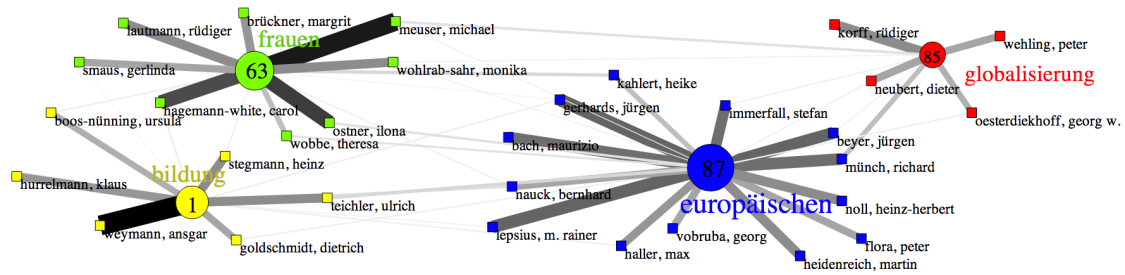 brückner, margrit
lautmann, rüdiger
meuser, michael
korff, rüdiger
frauen
wehling, peter
85
smaus, gerlinda
63
wohlrab-sahr, monika
globalisierung
kahlert, heike
neubert, dieter
hagemann-white, carol
gerhards, jürgen
immerfall, stefan
oesterdiekhoff, georg w.
boos-nünning, ursula
ostner, ilona
wobbe, theresa
bach, maurizio
beyer, jürgen
stegmann, heinz
bildung
87
münch, richard
hurrelmann, klaus
nauck, bernhard
1
teichler, ulrich
europäischen
noll, heinz-herbert
weymann, ansgar
lepsius, m. rainer
vobruba, georg
goldschmidt, dietrich
haller, max
flora, peter
heidenreich, martin